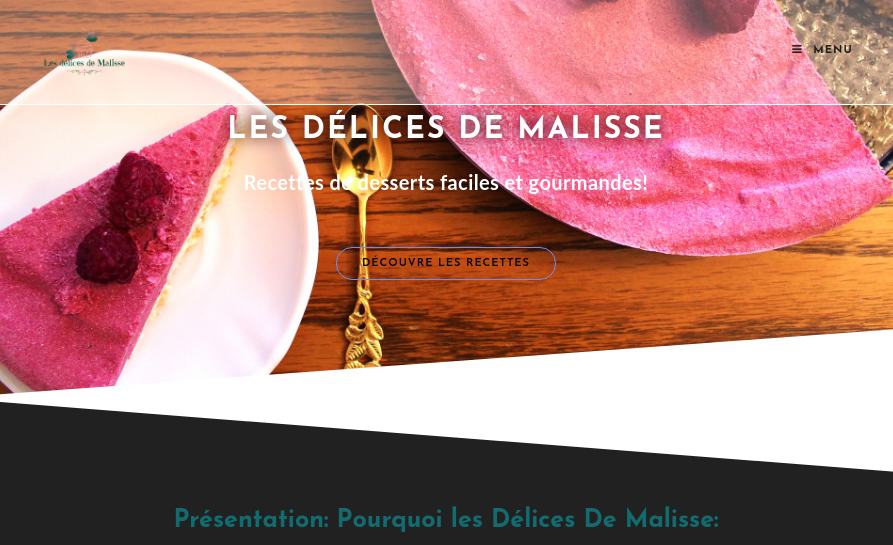 Les délices de Malisse
MENU
LES DÉLICES DE MALISSE
Recettes de desserts faciles et gourmandes!
DÉCOUVRE LES RECETTES
Présentation: Pourquoi les Délices De Malisse: